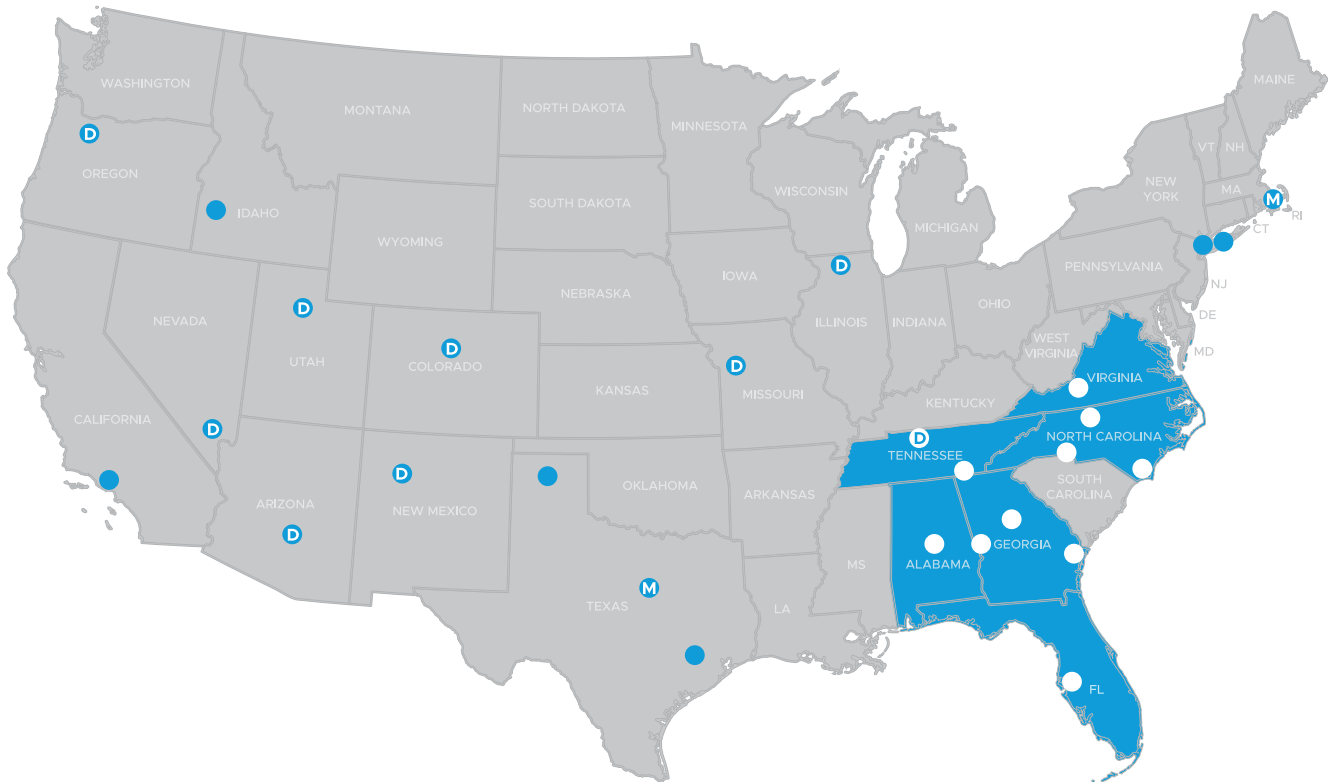 WASHINGTON
MAINE
MONTANA
NORTH DAKOTA
MINNESOTA
D
VT
NH
OREGON
WISCONSIN
NEW
YORK
MA
M
IDAHO
SOUTH DAKOTA
MICHIGAN
RI
CT
WYOMING
D
PENNSYLVANIA
IOWA
NJ
NEBRASKA
OHIO
D
NEVADA
ILLINOIS
INDIANA
DE
WEST
VIRGINIA
MD
UTAH
D
COLORADO
D
MISSOURI
VIRGINIA
KANSAS
KENTUCKY
CALIFORNIA
D
D
TENNESSEE
NORTH CAROLINA
D
OKLAHOMA
SOUTH
CAROLINA
ARKANSAS
ARIZONA
NEW MEXICO
D
GEORGIA
ALABAMA
MS
M
TEXAS
LA
FL